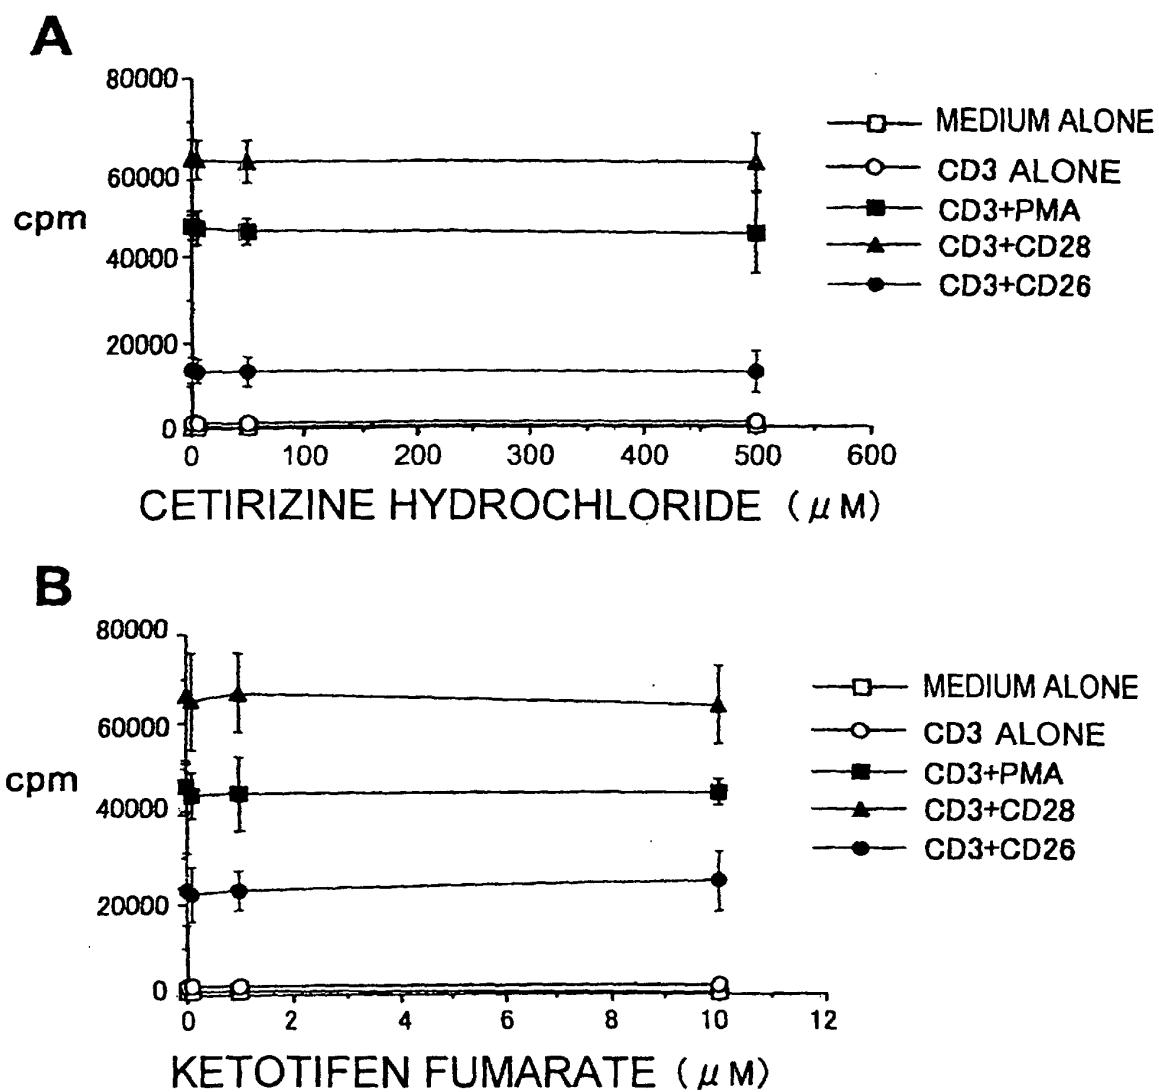 A
80000
60000
cpm
40000
20000
0
0 100 200 300 400 500 600
CETIRIZINE HYDROCHLORIDE (μM)
MEDIUM ALONE
CD3 ALONE
CD3+PMA
CD3+CD28
CD3+CD26
B
80000
60000
cpm
40000
20000
0
0 2 4 6 8 10 12
KETOTIFEN FUMARATE (μM)
MEDIUM ALONE
CD3 ALONE
CD3+PMA
CD3+CD28
CD3+CD26